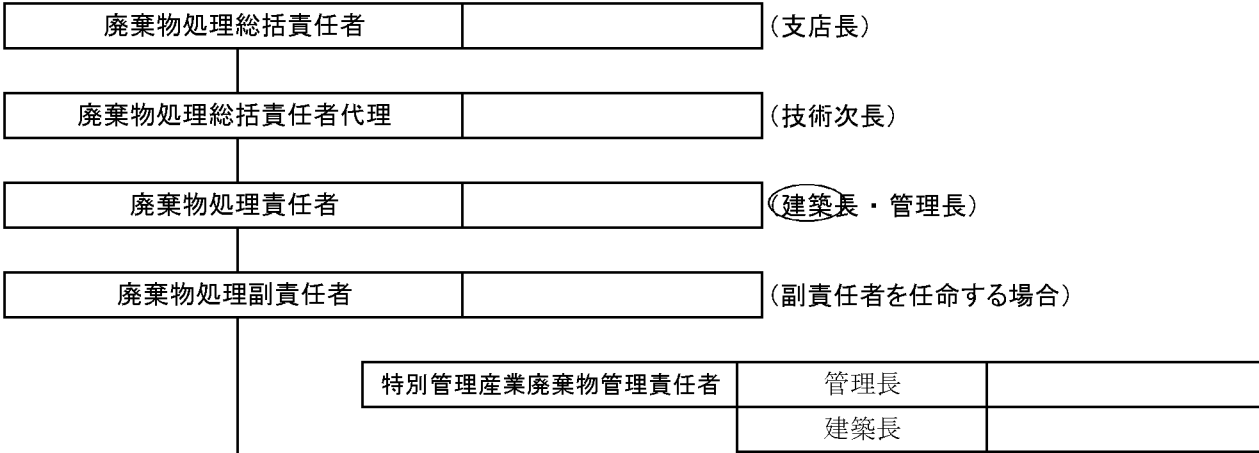 廃棄物処理総括責任者 (支店長)
廃棄物処理総括責任者代理 (技術次長)
廃棄物処理責任者 (建築長・管理長)
廃棄物処理副責任者 (副責任者を任命する場合)
特別管理産業廃棄物管理責任者 管理長
建築長